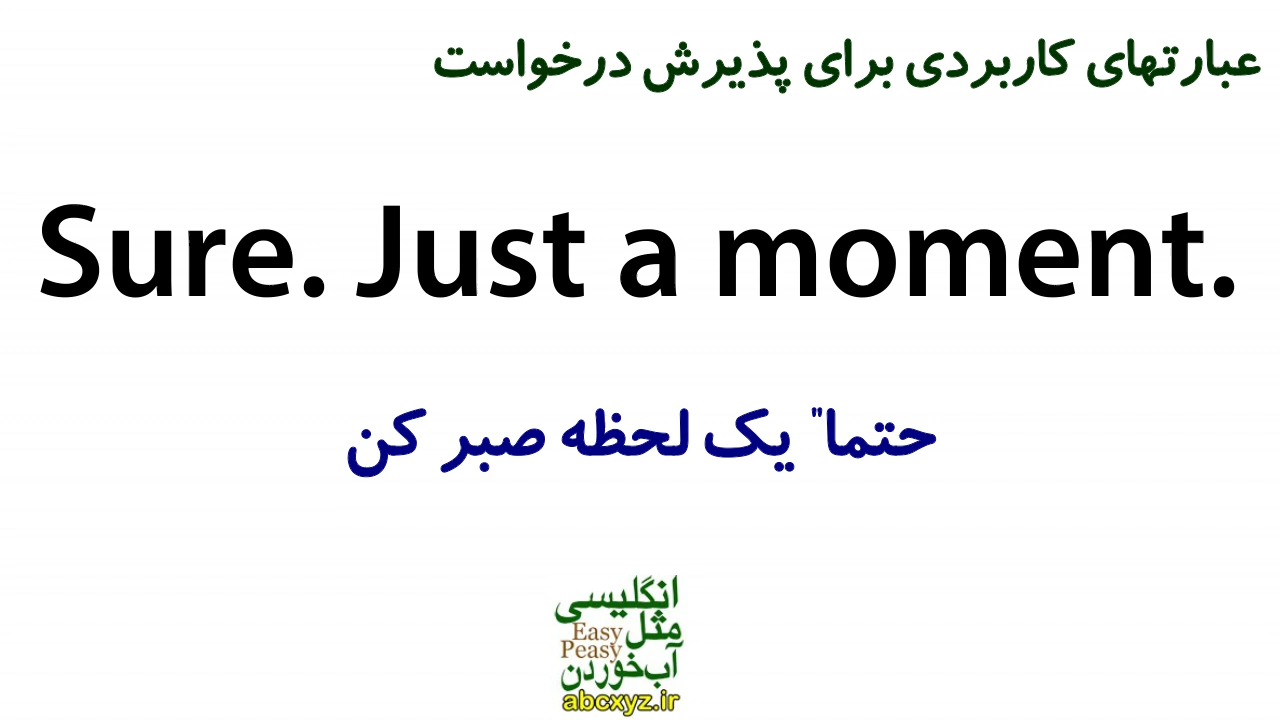 عبارتهای کاربردی برای پذیرش درخواست
Sure. Just a moment.
حتما" یک لحظه صبر کن
انگلیسی
مثل
Easy
Peasy
آب‌خوردن
abcxyz.ir